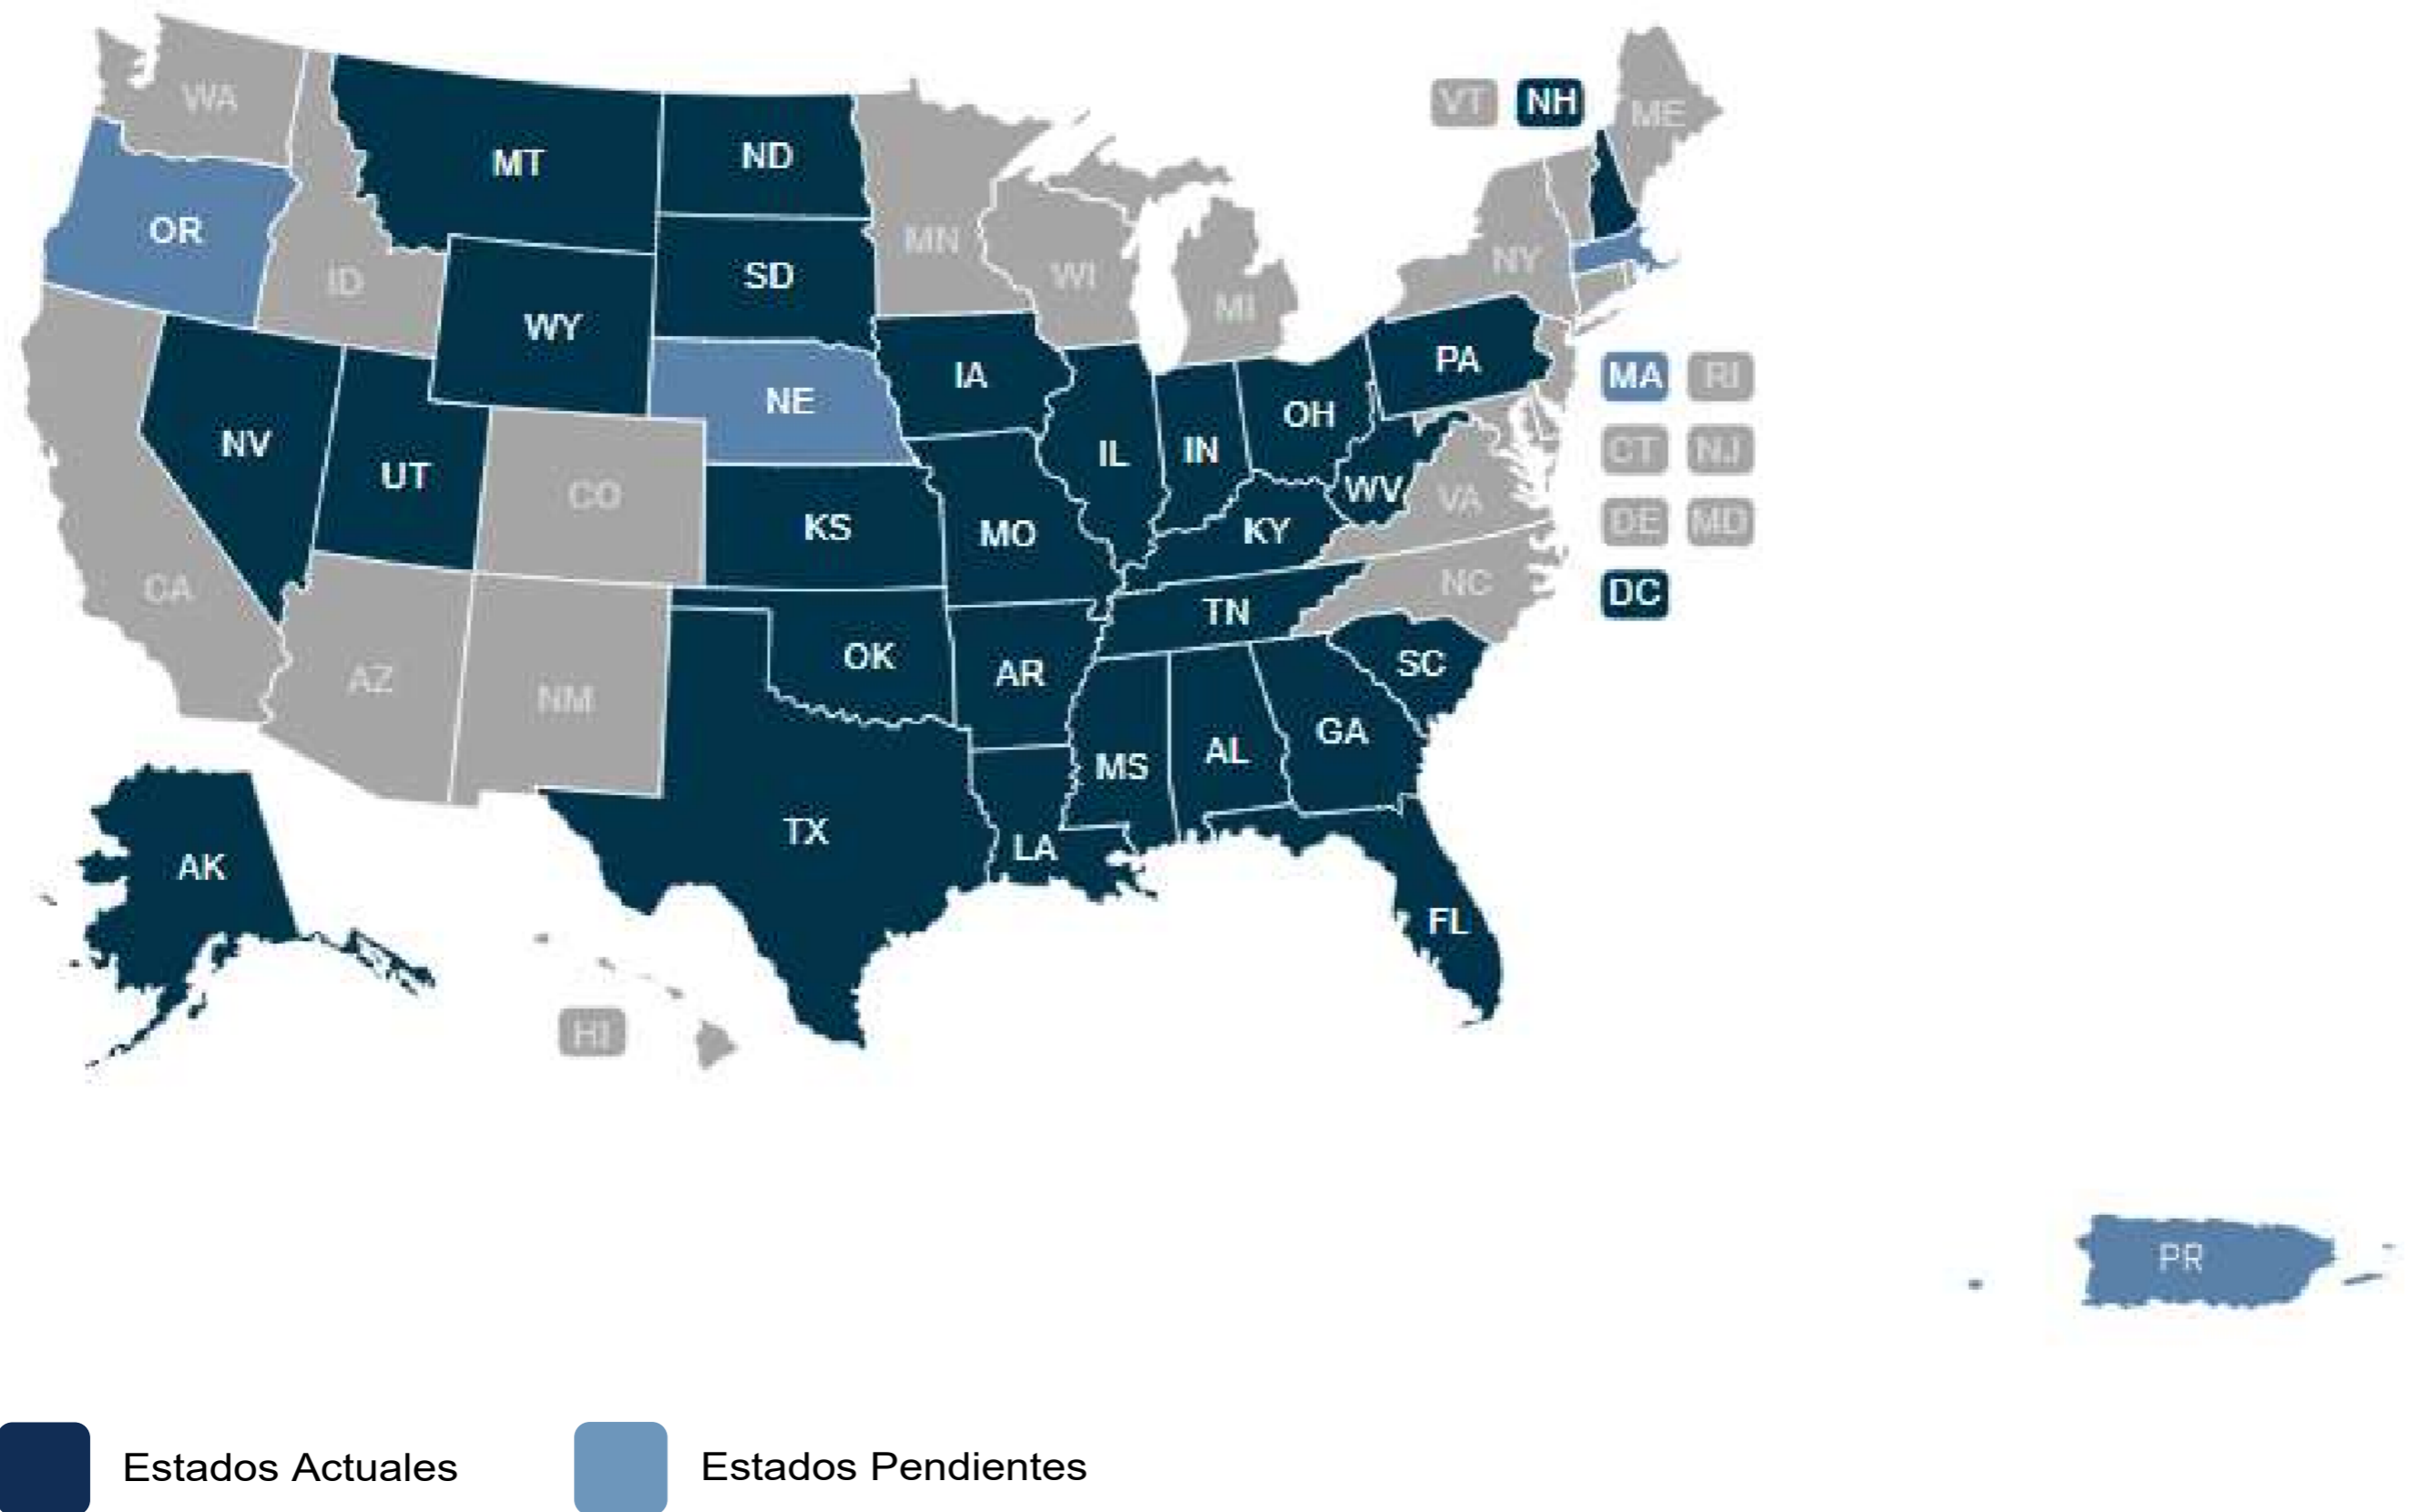 WA
VT NH
ME
MT
ND
OR
MN
NY
SD
ID
WI
MI
WY
PA
IA
MA RI
NE
OH
NV
IN
IL
CT NJ
UT
WV
CO
VA
KS
MO
KY
DE MD
CA
NC
DC
TN
OK
SC
AR
AZ
NM
GA
AL
MS
TX
LA
AK
FL
HI
PR
Estados Actuales
Estados Pendientes